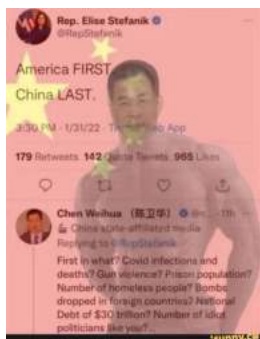 Rep. Elise Stefanik
@RepStefanik
America FIRST
China LAST.
3:30 PM · 1/31/22 · App
179 Retweets 142 Quote Tweets 965 Likes
Chen Weihua (陈卫华) · 11h
China state-affiliated media
Replying to @RepStefanik
First in what? Covid infections and
deaths? Gun violence? Prison population?
Number of homeless people? Bombs
dropped in foreign countries? National
Debt of $30 trillion? Number of idiot
politicians like you?
ifunny.co